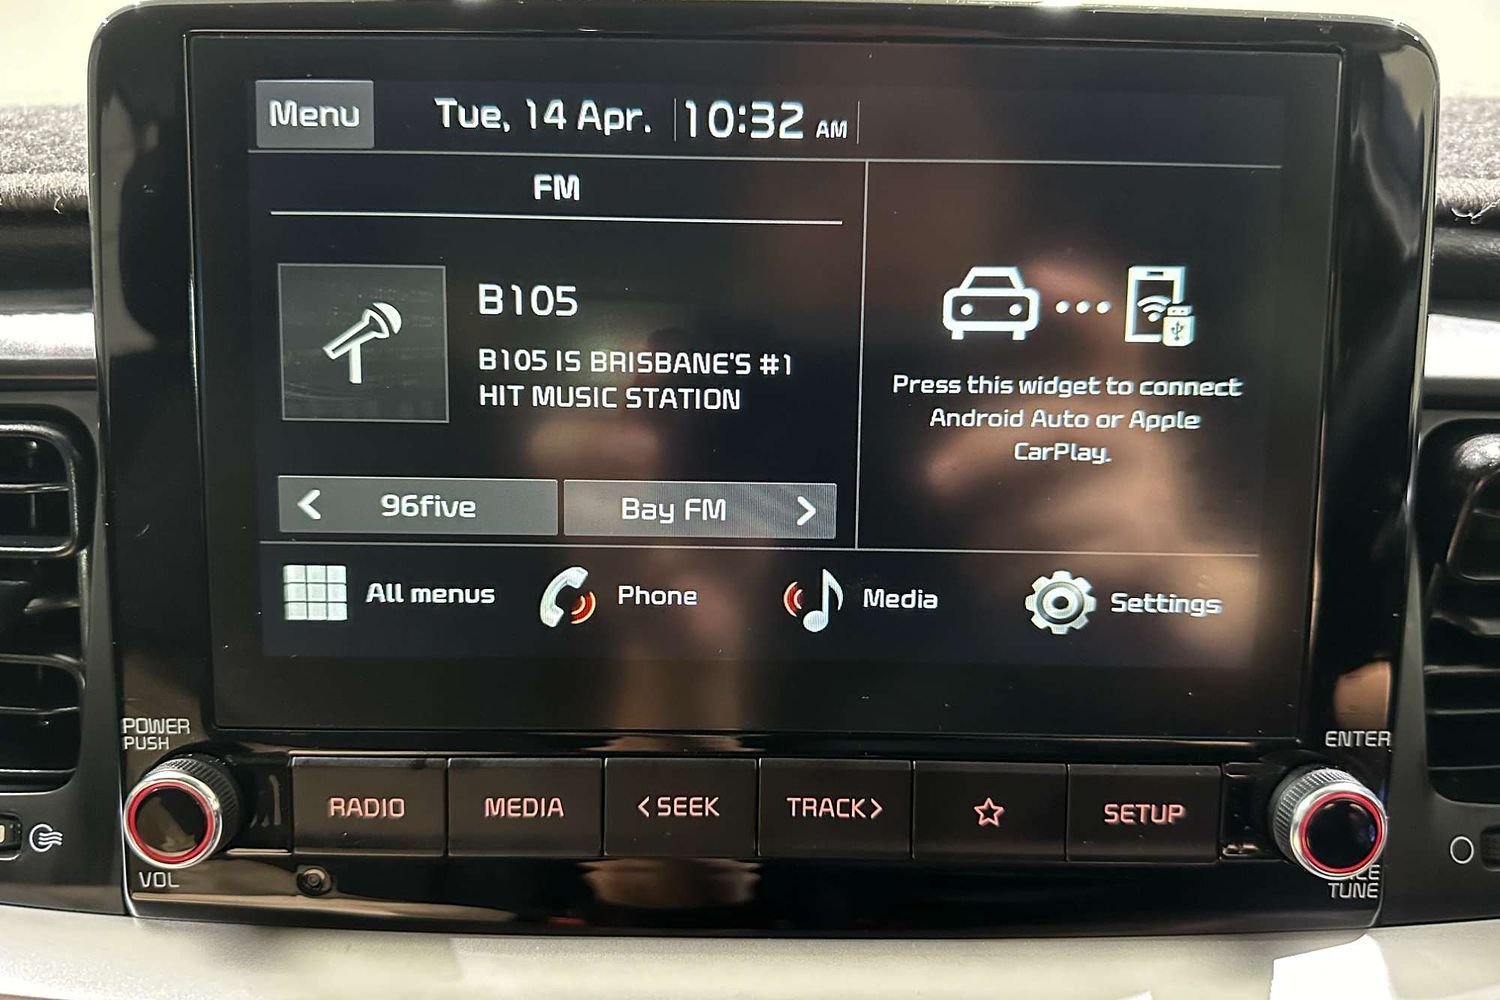 Menu
Tue, 14 Apr.
10:32 AM
FM
B105
B105 IS BRISBANE'S #1
HIT MUSIC STATION
Press this widget to connect
Android Auto or Apple
CarPlay.
< 96five
Bay FM >
All menus
Phone
Media
Settings
POWER
PUSH
VOL
RADIO
MEDIA
<SEEK
TRACK>
SETUP
ENTER
TUNE